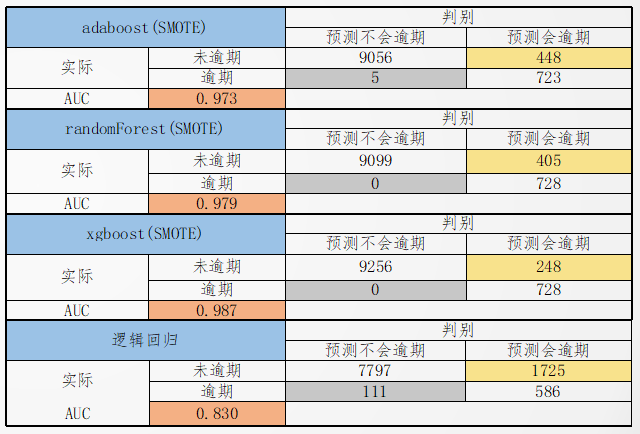 adaboost(SMOTE) 判别
预测不会逾期 预测会逾期
实际 未逾期 9056 448
逾期 5 723
AUC 0.973
randomForest(SMOTE) 判别
预测不会逾期 预测会逾期
实际 未逾期 9099 405
逾期 0 728
AUC 0.979
xgboost(SMOTE) 判别
预测不会逾期 预测会逾期
实际 未逾期 9256 248
逾期 0 728
AUC 0.987
逻辑回归 判别
预测不会逾期 预测会逾期
实际 未逾期 7797 1725
逾期 111 586
AUC 0.830